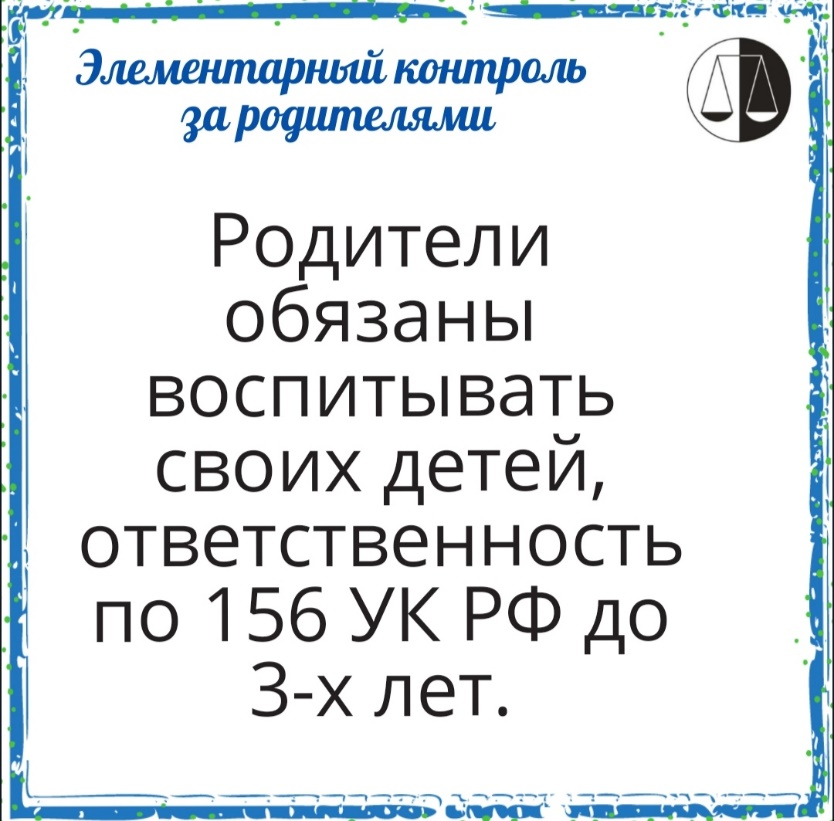 Элементарный контроль
за родителями
Родители
обязаны
воспитывать
своих детей,
ответственность
по 156 УК РФ до
3-х лет.